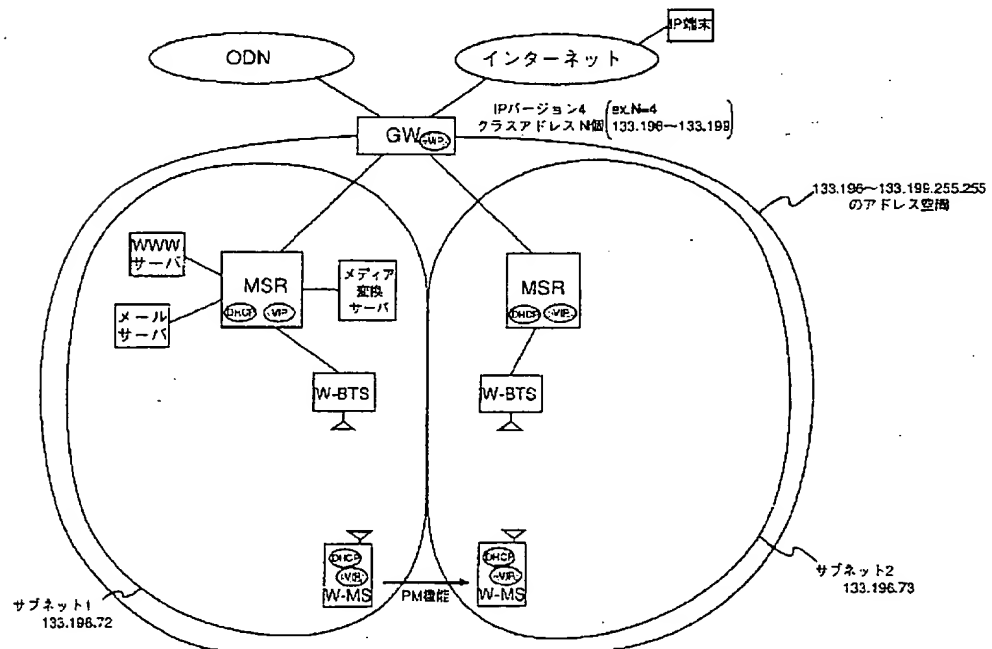 IP端末
ODN
インターネット
IPバージョン4
クラスアドレス N個
ex.N=4
133.196〜133.199
GW
133.196〜133.199.255.255
のアドレス空間
WWW
サーバ
メール
サーバ
MSR
DHCP
メディア
変換
サーバ
MSR
DHCP
VIP
W-BTS
W-BTS
DHCP
W-MS
PM機能
DHCP
W-MS
サブネット1
133.196.72
サブネット2
133.196.73